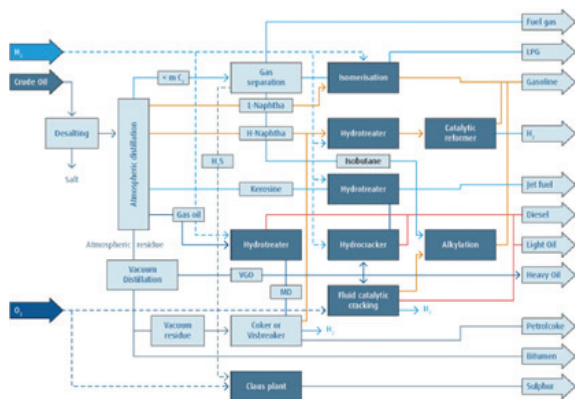 Fuel gas
H₂
< m C₂
Gas
separation
Isomerisation
LPG
Crude Oil
Gasoline
L-Naphtha
Desalting
Atmospheric distillation
H-Naphtha
Hydrotreater
Catalytic
reformer
H₂
Salt
H₂S
Isobutane
Kerosine
Hydrotreater
Jet fuel
Gas oil
Diesel
Atmospheric residue
Hydrotreater
Hydrocracker
Alkylation
Light Oil
Vacuum
Distillation
VGO
Heavy Oil
MD
Fluid catalytic
cracking
H₂
O₂
Vacuum
residue
Coker or
Visbreaker
H₂
Petrolcoke
Bitumen
Claus plant
Sulphur